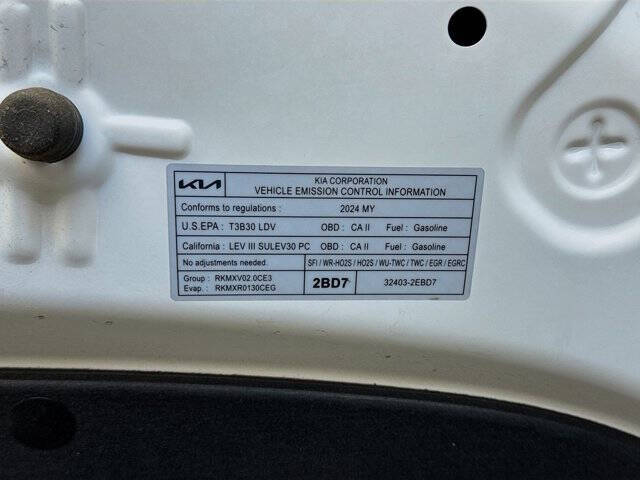 KIA
KIA CORPORATION
VEHICLE EMISSION CONTROL INFORMATION
Conforms to regulations : 2024 MY
U.S.EPA : T3B30 LDV OBD : CA II Fuel : Gasoline
California : LEV III SULEV30 PC OBD : CA II Fuel : Gasoline
No adjustments needed. SFI / WR-HO2S / HO2S / WU-TWC / TWC / EGR / EGRC
Group : RKMXV02.0CE3
Evap. : RKMXR0130CEG
2BD7
32403-2EBD7